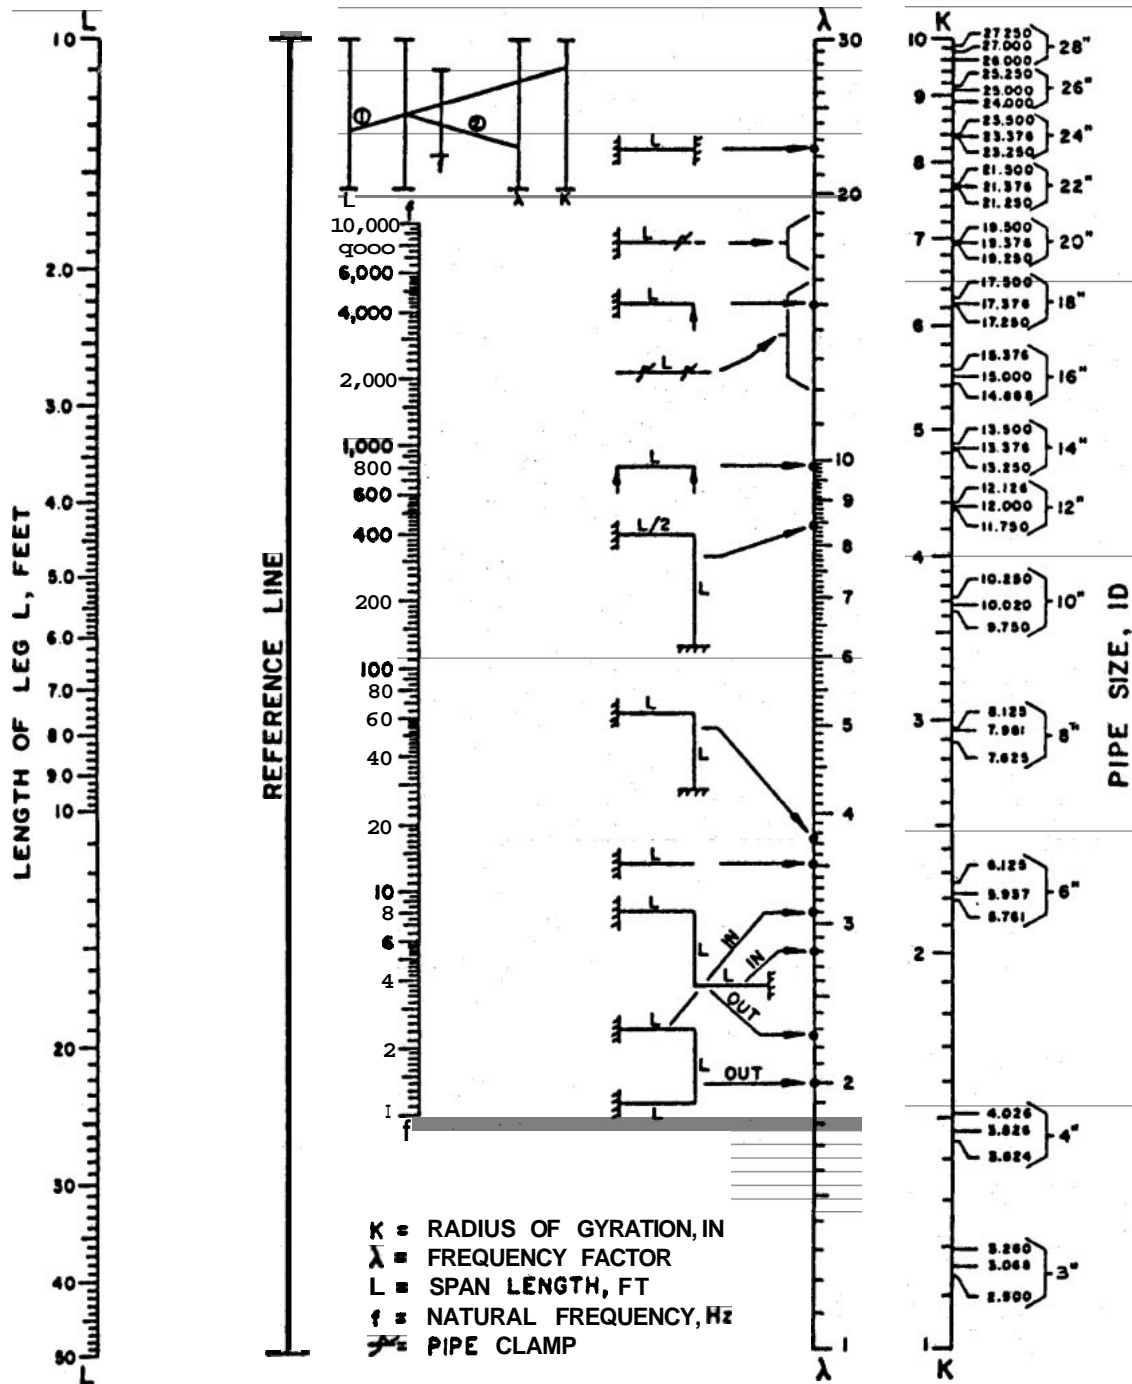 L
10
2.0
3.0
4.0
5.0
6.0
7.0
8.0
9.0
10
20
30
40
50
L
LENGTH OF LEG L, FEET
REFERENCE LINE
①
②
L
f
λ
K
f
10,000
qooo
6,000
4,000
2,000
1,000
800
600
400
200
100
80
60
40
20
10
8
6
4
2
I
f
L
L
L
L
L
L/2
L
L
L
L
L
L
L
IN
IN
OUT
L
L
L
OUT
λ
30
20
10
9
8
7
6
5
4
3
2
1
λ
K
10
9
8
7
6
5
4
3
2
1
K
27.250
27.000
26.000
28"
25.250
25.000
24.000
26"
23.500
23.376
23.250
24"
21.500
21.376
21.250
22"
19.500
19.376
19.250
20"
17.500
17.376
17.250
18"
15.376
15.000
14.688
16"
13.500
13.376
13.250
14"
12.126
12.000
11.750
12"
10.250
10.020
9.750
10"
8.125
7.981
7.625
8"
6.125
5.937
5.761
6"
4.026
3.826
3.624
4"
3.260
3.068
2.900
3"
PIPE SIZE, ID
K = RADIUS OF GYRATION, IN
λ = FREQUENCY FACTOR
L = SPAN LENGTH, FT
f = NATURAL FREQUENCY, Hz
= PIPE CLAMP